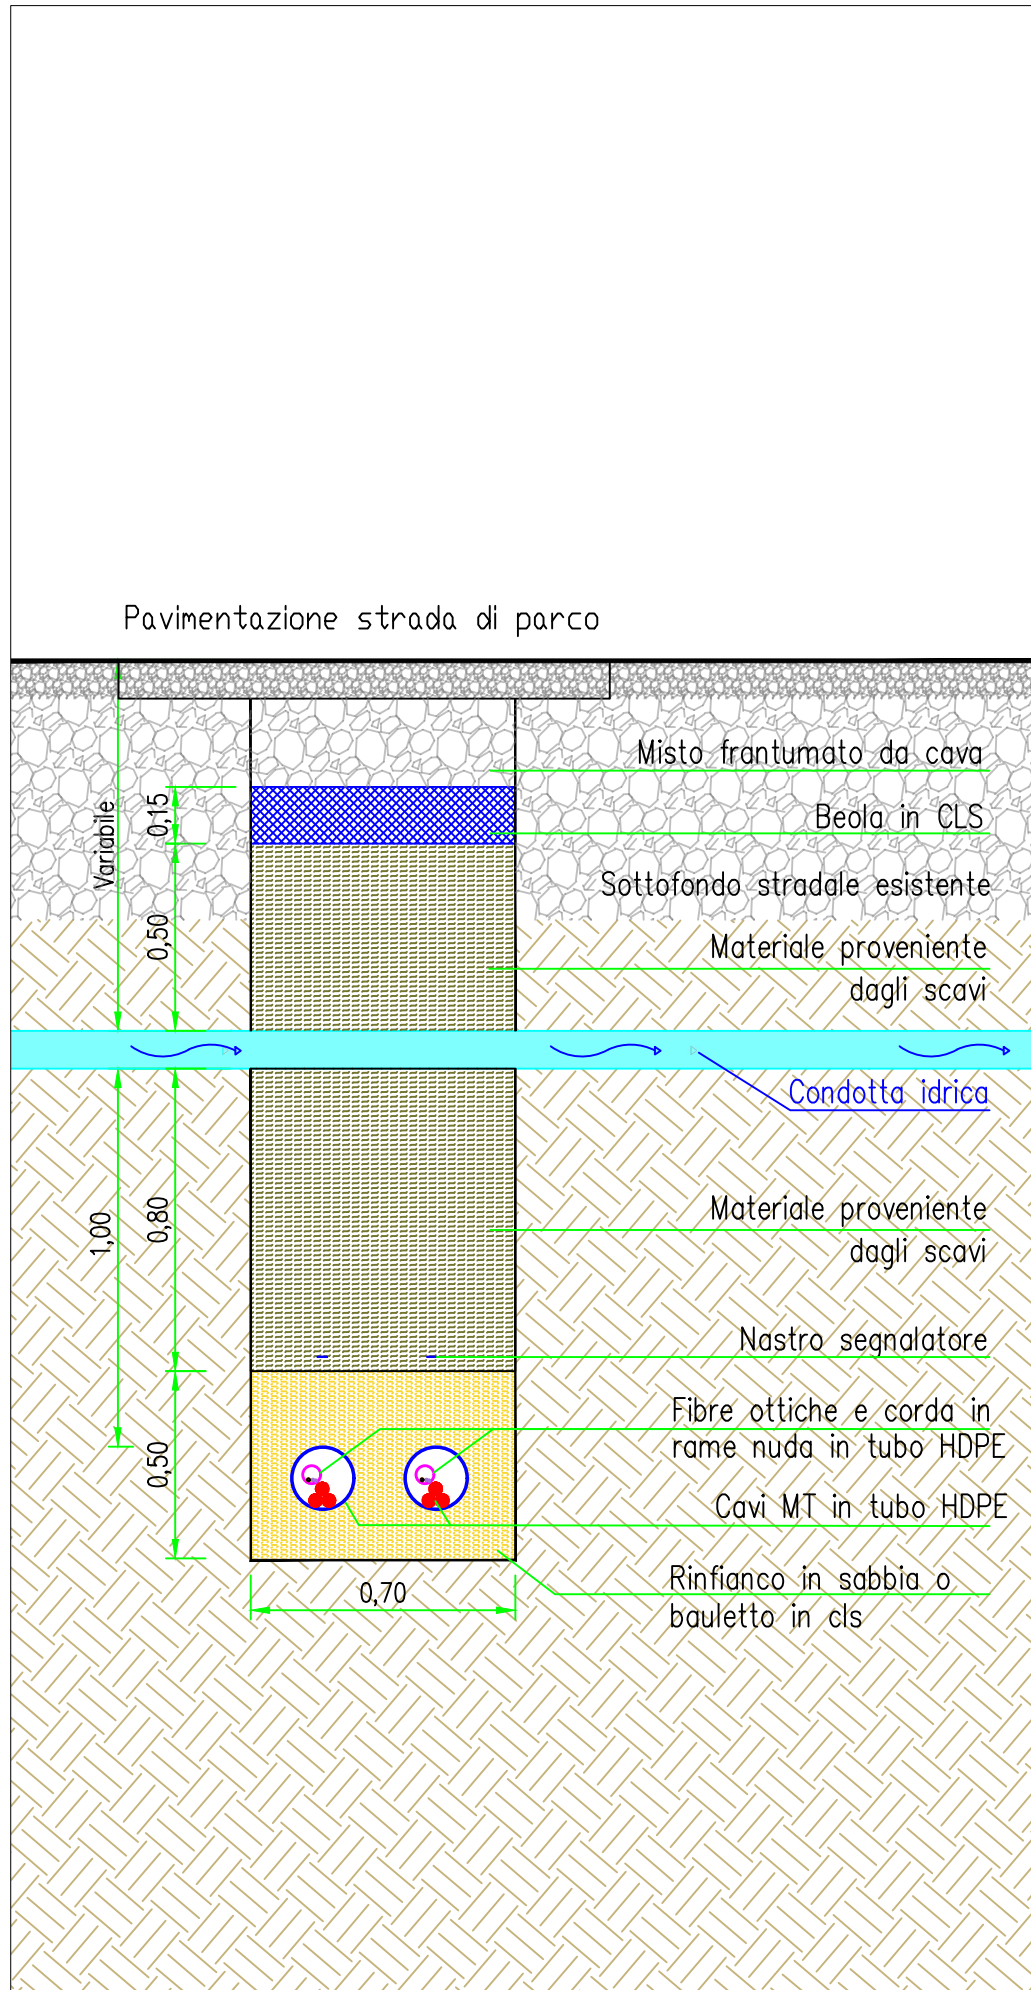 Pavimentazione strada di parco
Misto frantumato da cava
0,15
Beola in CLS
Variabile
Sottofondo stradale esistente
0,50
Materiale proveniente
dagli scavi
Condotta idrica
1,00
0,80
Materiale proveniente
dagli scavi
Nastro segnalatore
Fibre ottiche e corda in
rame nuda in tubo HDPE
0,50
Cavi MT in tubo HDPE
Rinfianco in sabbia o
bauletto in cls
0,70